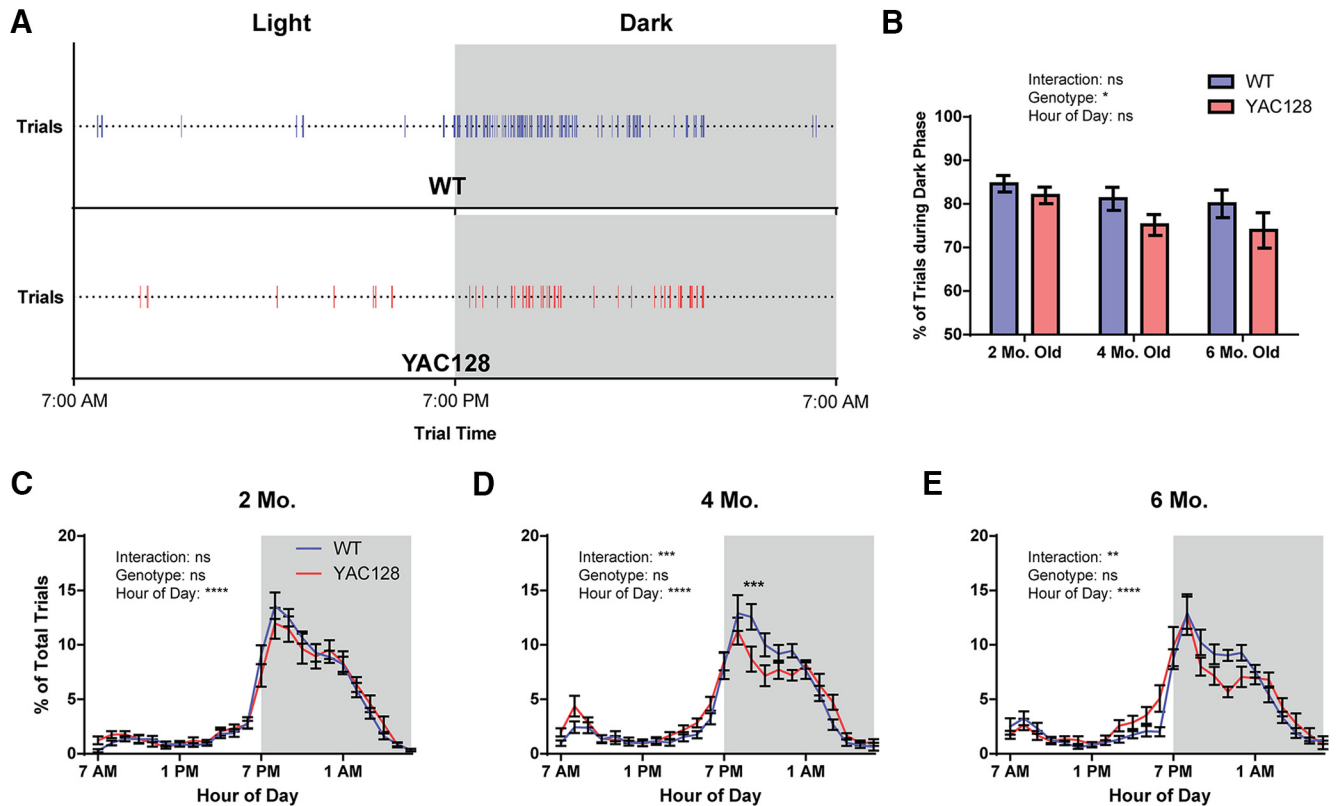 A
Light
Dark
Trials
WT
Trials
YAC128
7:00 AM
7:00 PM
7:00 AM
Trial Time
B
Interaction: ns
Genotype: *
Hour of Day: ns
WT
YAC128
% of Trials during Dark Phase
100
90
80
70
60
50
2 Mo. Old
4 Mo. Old
6 Mo. Old
C
2 Mo.
Interaction: ns
Genotype: ns
Hour of Day: ****
WT
YAC128
% of Total Trials
20
15
10
5
0
7 AM
1 PM
7 PM
1 AM
Hour of Day
D
4 Mo.
Interaction: ***
Genotype: ns
Hour of Day: ****
***
20
15
10
5
0
7 AM
1 PM
7 PM
1 AM
Hour of Day
E
6 Mo.
Interaction: **
Genotype: ns
Hour of Day: ****
20
15
10
5
0
7 AM
1 PM
7 PM
1 AM
Hour of Day